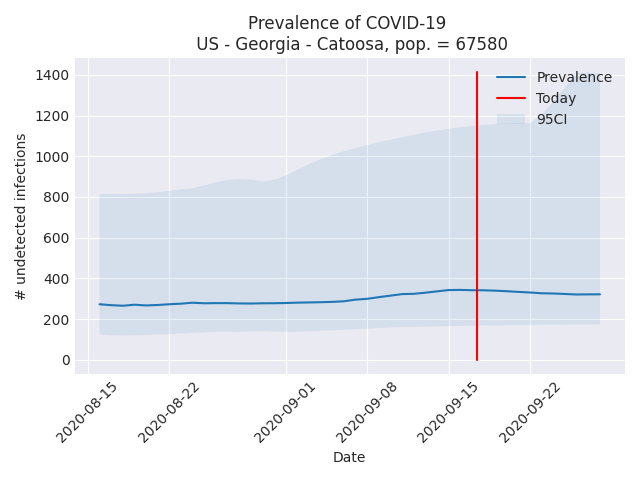 Prevalence of COVID-19
US - Georgia - Catoosa, pop. = 67580
1400
1200
1000
800
600
400
200
0
# undetected infections
Prevalence
Today
95CI
2020-08-15
2020-08-22
2020-09-01
2020-09-08
2020-09-15
2020-09-22
Date